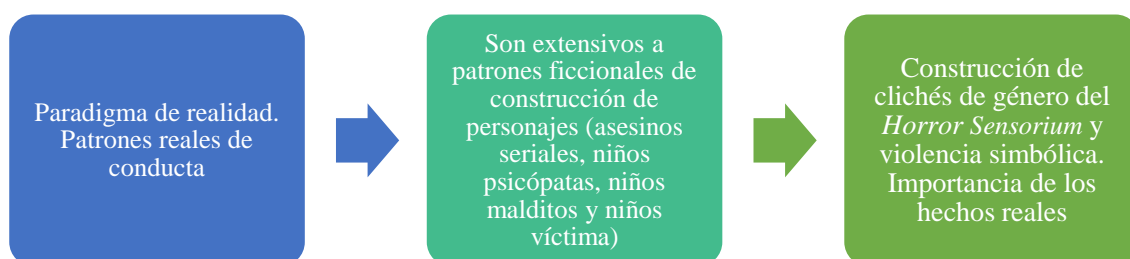 Paradigma de realidad.
Patrones reales de
conducta
Son extensivos a
patrones ficcionales de
construcción de
personajes (asesinos
seriales, niños
psicópatas, niños
malditos y niños
víctima)
Construcción de
clichés de género del
Horror Sensorium y
violencia simbólica.
Importancia de los
hechos reales